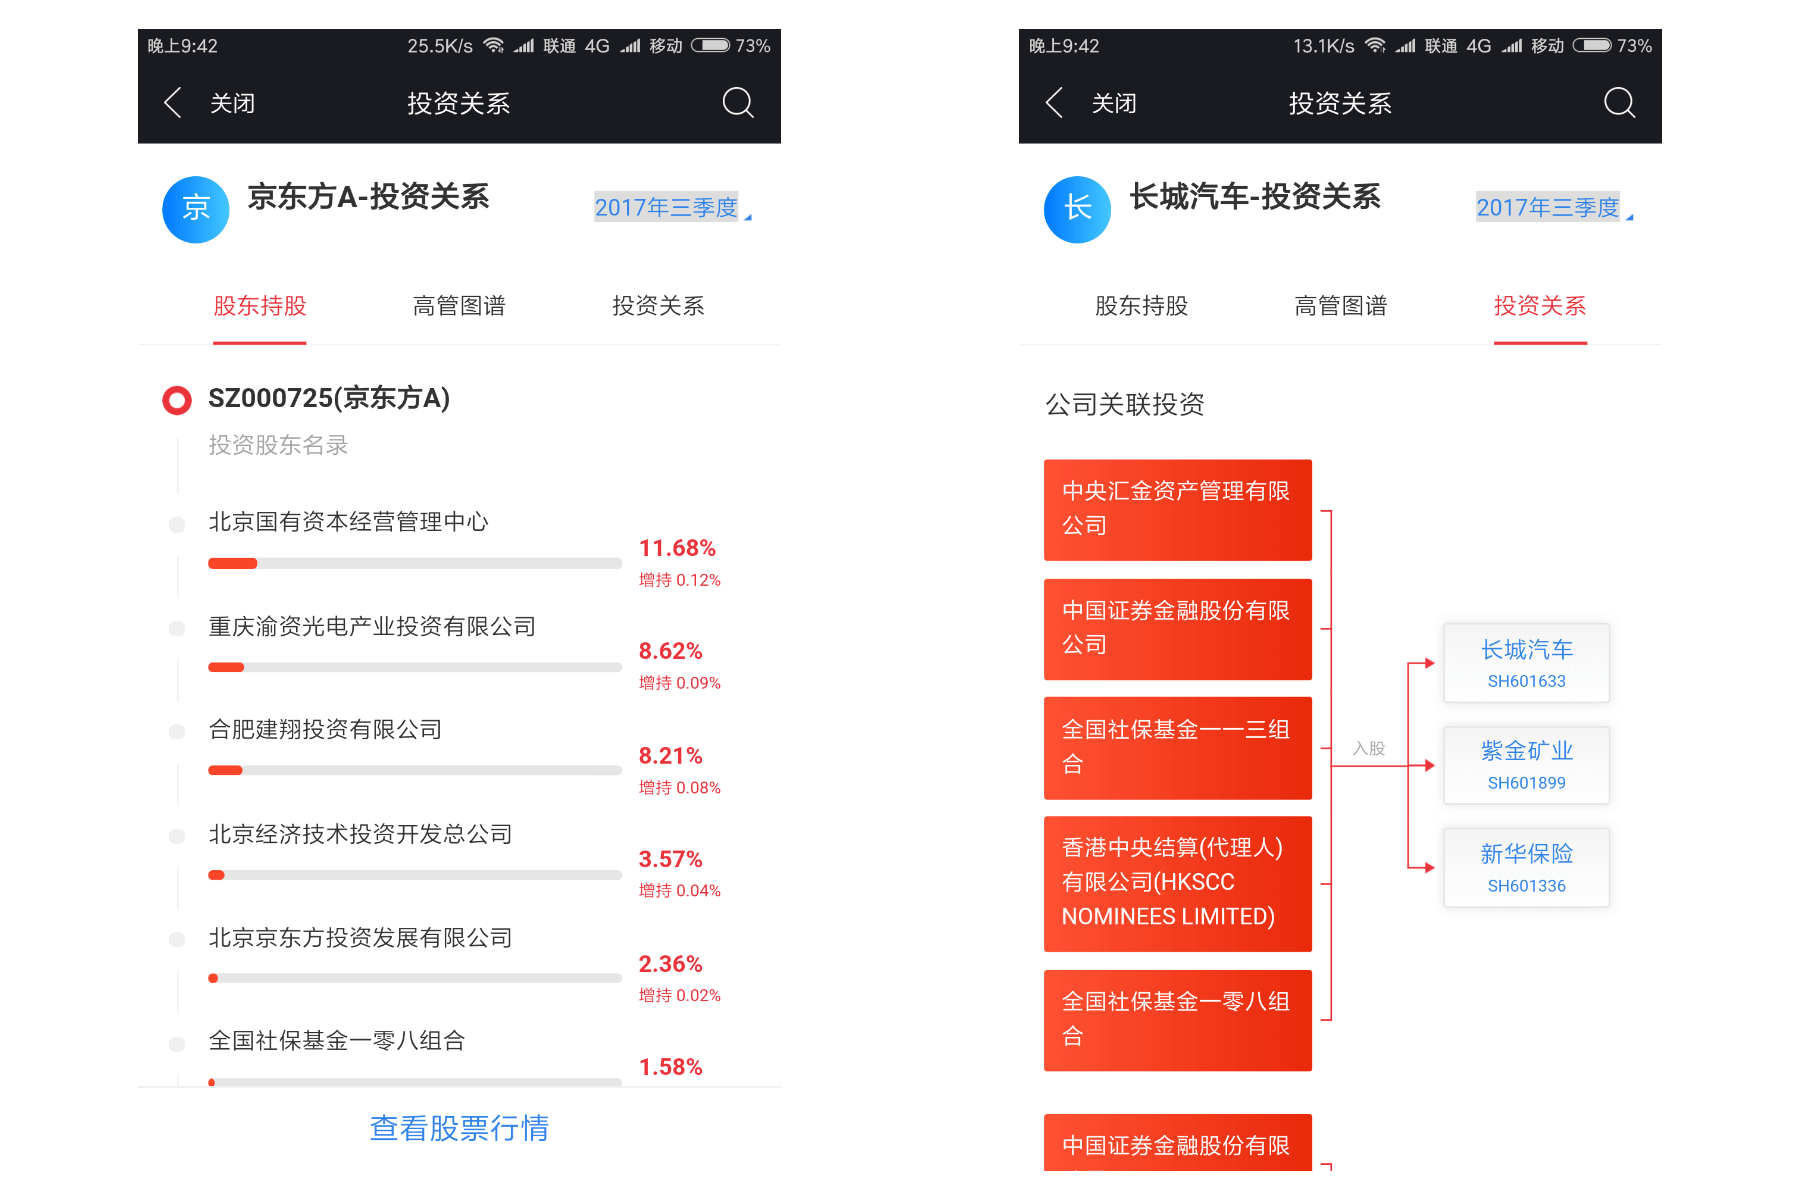 晚上9:42
25.5K/s 联通 4G 移动 73%
关闭
投资关系
京
京东方A-投资关系
2017年三季度
股东持股
高管图谱
投资关系
SZ000725(京东方A)
投资股东名录
北京国有资本经营管理中心
11.68%
增持 0.12%
重庆渝资光电产业投资有限公司
8.62%
增持 0.09%
合肥建翔投资有限公司
8.21%
增持 0.08%
北京经济技术投资开发总公司
3.57%
增持 0.04%
北京京东方投资发展有限公司
2.36%
增持 0.02%
全国社保基金一零八组合
1.58%
查看股票行情
晚上9:42
13.1K/s 联通 4G 移动 73%
关闭
投资关系
长
长城汽车-投资关系
2017年三季度
股东持股
高管图谱
投资关系
公司关联投资
中央汇金资产管理有限
公司
中国证券金融股份有限
公司
全国社保基金一一三组
合
香港中央结算(代理人)
有限公司(HKSCC
NOMINEES LIMITED)
全国社保基金一零八组
合
中国证券金融股份有限
入股
长城汽车
SH601633
紫金矿业
SH601899
新华保险
SH601336